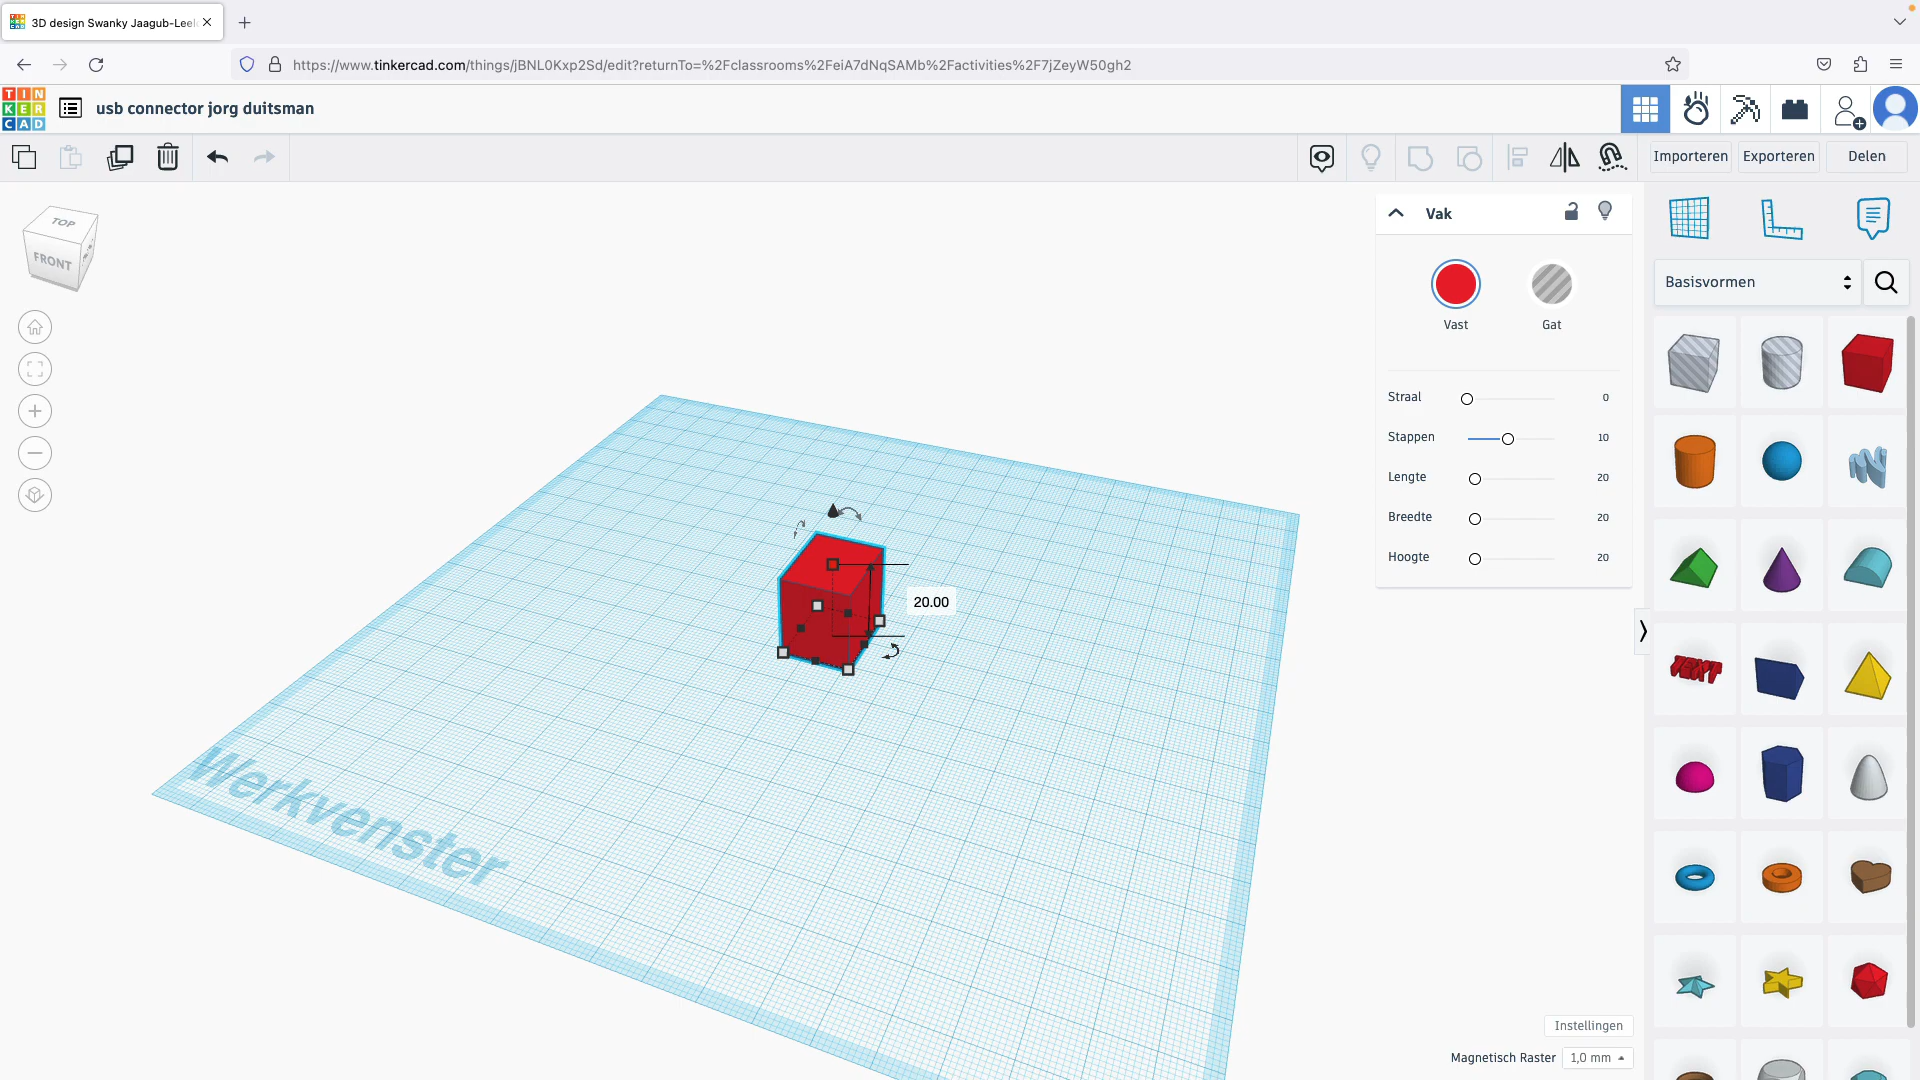 3D design Swanky Jaagub-Leel
https://www.tinkercad.com/things/jBNL0Kxp2Sd/edit?returnTo=%2Fclassrooms%2FeiA7dNqSAMb%2Factivities%2F7jZeyW50gh2
TIN
KER
CAD
usb connector jorg duitsman
Importeren
Exporteren
Delen
TOP
FRONT
Vak
Vast
Gat
Straal 0
Stappen 10
Lengte 20
Breedte 20
Hoogte 20
Basisvormen
20.00
TEXT
Werkvenster
Instellingen
Magnetisch Raster 1,0 mm